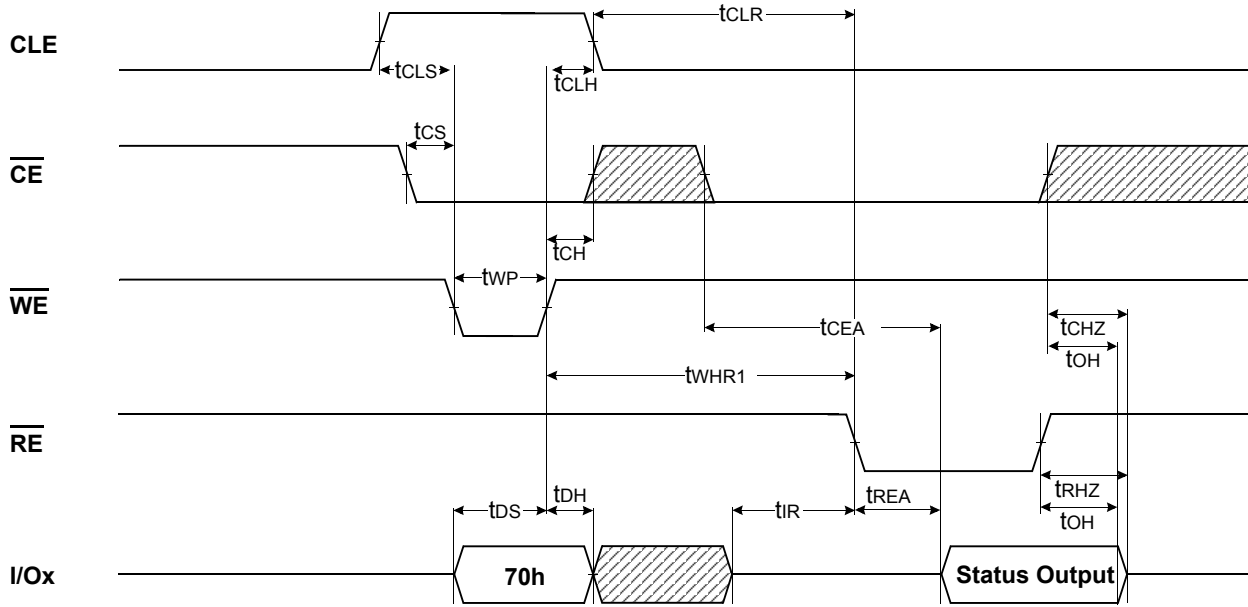 tCLR
CLE
tCLS
tCLH
tCS
CE
tCH
tWP
WE
tCEA
tCHZ
tOH
tWHR1
RE
tDH
tRHZ
tDS
tIR
tREA
tOH
I/Ox
70h
Status Output